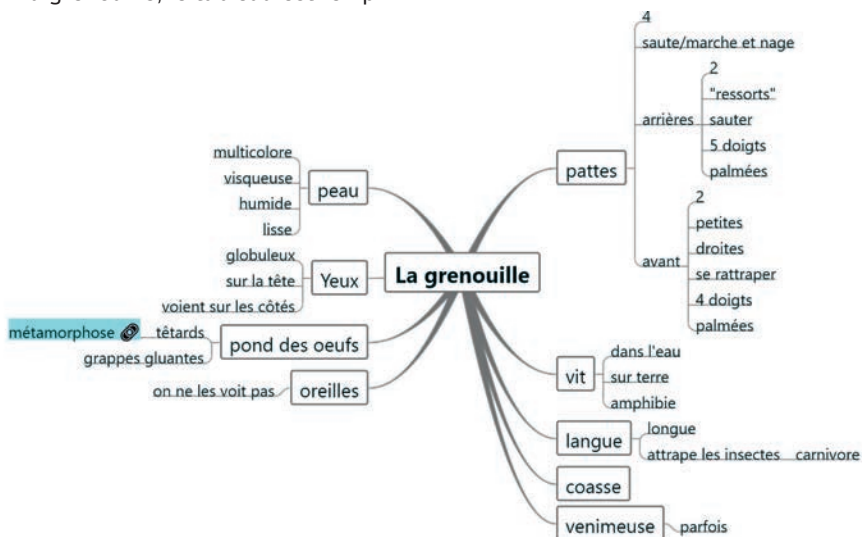 multicolore
visqueuse
humide
lisse
peau
globuleux
sur la tête
voient sur les côtés
Yeux
métamorphose
têtards
grappes gluantes
pond des oeufs
on ne les voit pas
oreilles
La grenouille
pattes
4
saute/marche et nage
arrières
2
"ressorts"
sauter
5 doigts
palmées
avant
2
petites
droites
se rattraper
4 doigts
palmées
vit
dans l'eau
sur terre
amphibie
langue
longue
attrape les insectes
carnivore
coasse
venimeuse
parfois